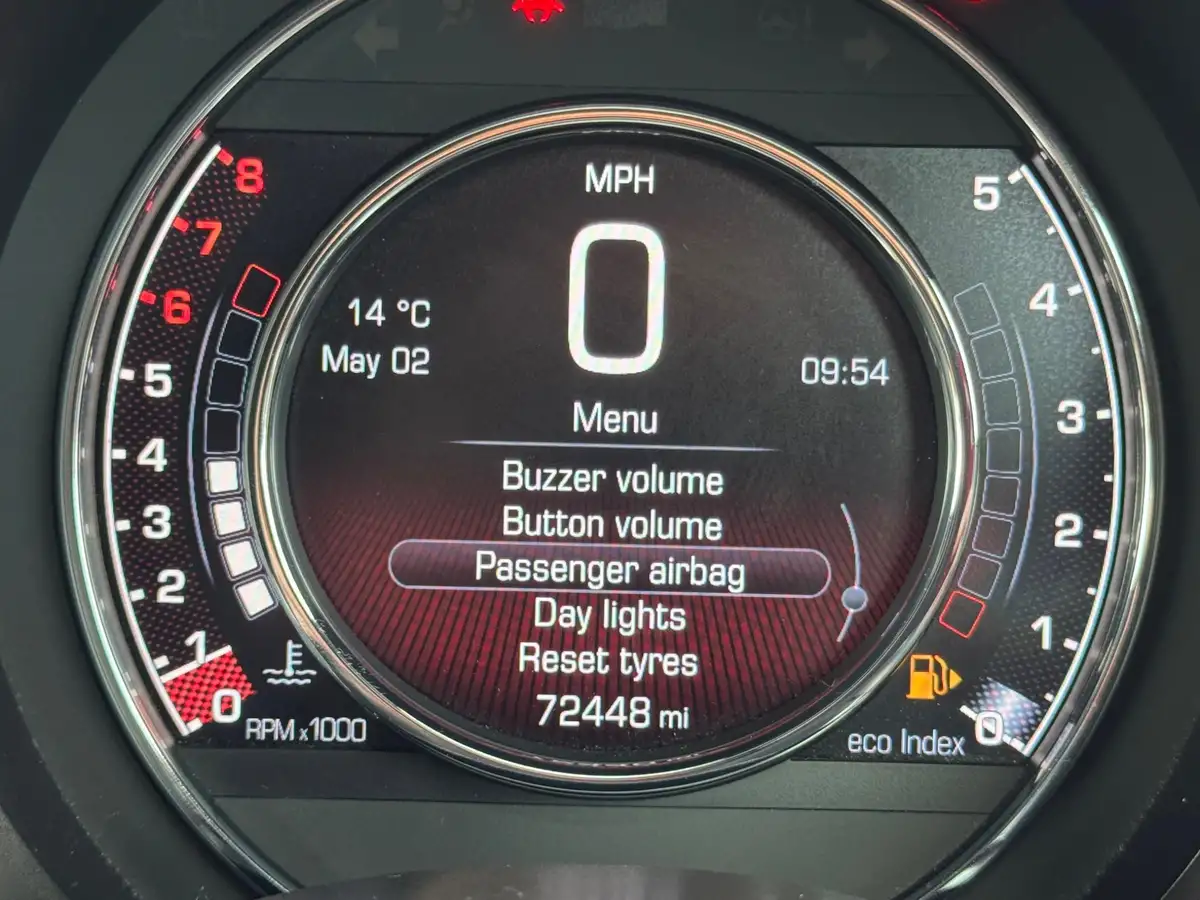 MPH
0
14 °C
May 02
09:54
Menu
Buzzer volume
Button volume
Passenger airbag
Day lights
Reset tyres
72448 mi
8
7
6
5
4
3
2
1
0
RPM x1000
5
4
3
2
1
0
eco Index